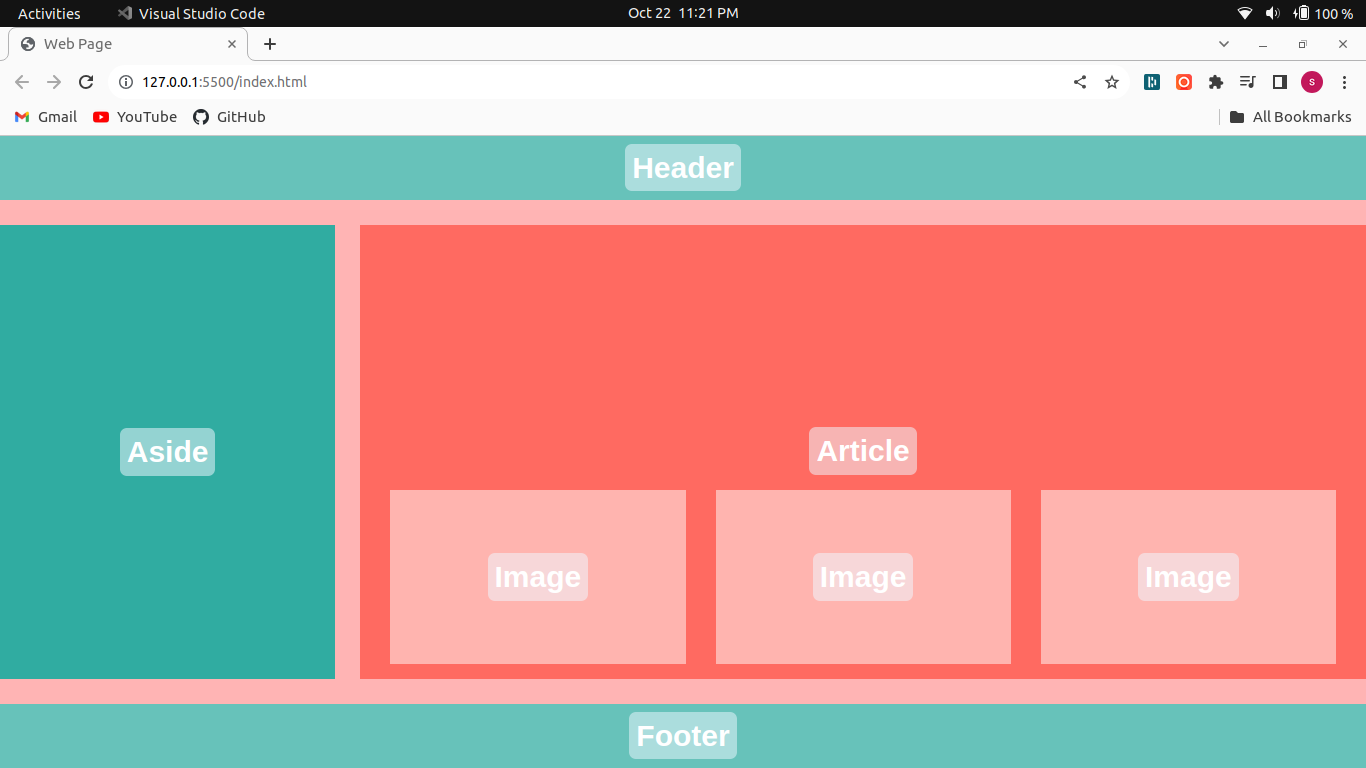 Activities Visual Studio Code Oct 22 11:21 PM 100 %
Web Page
127.0.0.1:5500/index.html S
Gmail YouTube GitHub All Bookmarks
Header
Aside
Article
Image Image Image
Footer